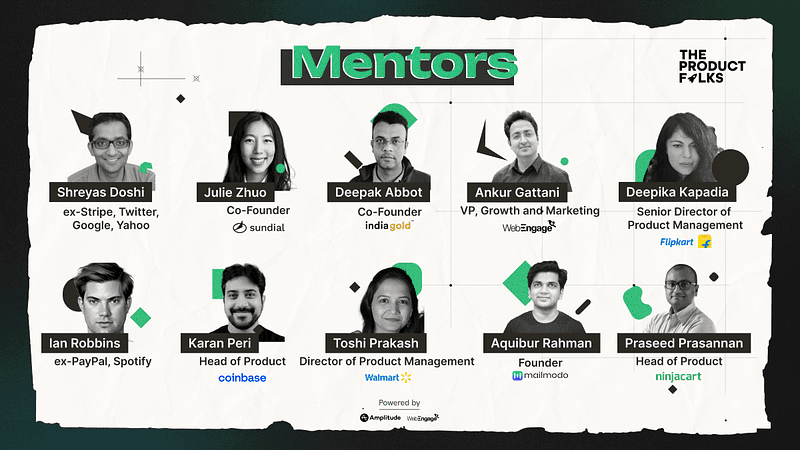 Mentors
THE
PRODUCT
FOLKS
Shreyas Doshi
ex-Stripe, Twitter,
Google, Yahoo
Julie Zhuo
Co-Founder
sundial
Deepak Abbot
Co-Founder
indiagold
Ankur Gattani
VP, Growth and Marketing
WebEngage
Deepika Kapadia
Senior Director of
Product Management
Flipkart
Ian Robbins
ex-PayPal, Spotify
Karan Peri
Head of Product
coinbase
Toshi Prakash
Director of Product Management
Walmart
Aquibur Rahman
Founder
mailmodo
Praseed Prasannan
Head of Product
ninjacart
Powered by
Amplitude WebEngage